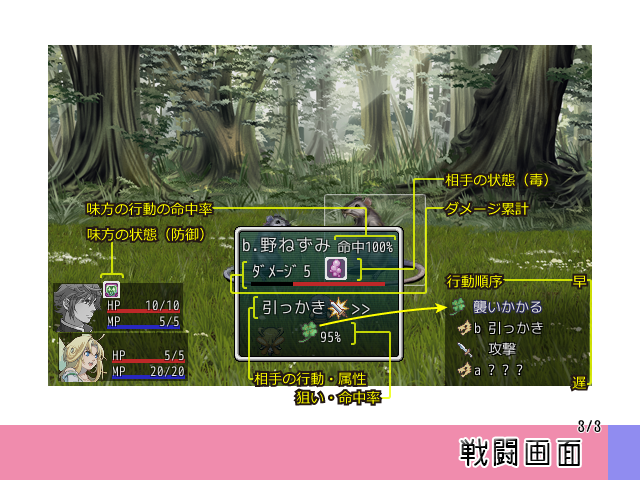 相手の状態（毒）
味方の行動の命中率
ダメージ累計
味方の状態（防御）
b.野ねずみ 命中100%
ダメージ 5
行動順序 早
HP 10/10
MP 5/5
引っかき >>
95%
襲いかかる
b 引っかき
攻撃
a ? ? ?
HP 5/5
MP 20/20
相手の行動・属性
遅
狙い・命中率
3/3
戦闘画面